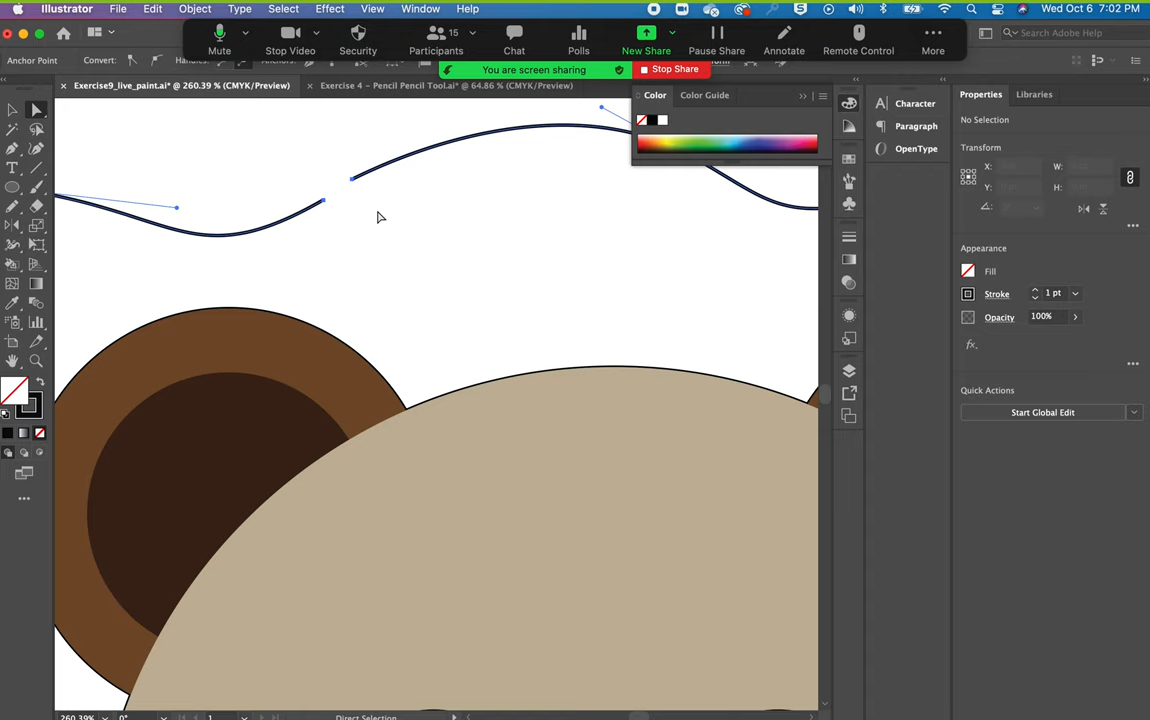 Illustrator File Edit Object Type Select Effect View Window Help
Wed Oct 6 7:02 PM
15
Mute Stop Video Security Participants Chat Polls New Share Pause Share Annotate Remote Control More
Search Adobe Help
Anchor Point Convert:
You are screen sharing
Stop Share
Exercise9_live_paint.ai* @ 260.39 % (CMYK/Preview)
Exercise 4 - Pencil Pencil Tool.ai* @ 64.86 % (CMYK/Preview)
Color Color Guide
Character
Paragraph
OpenType
Properties Libraries
No Selection
Transform
X: W:
Y: H:
Appearance
Fill
Stroke 1 pt
Opacity 100%
fx.
Quick Actions
Start Global Edit
260.39% 0° 1 Direct Selection